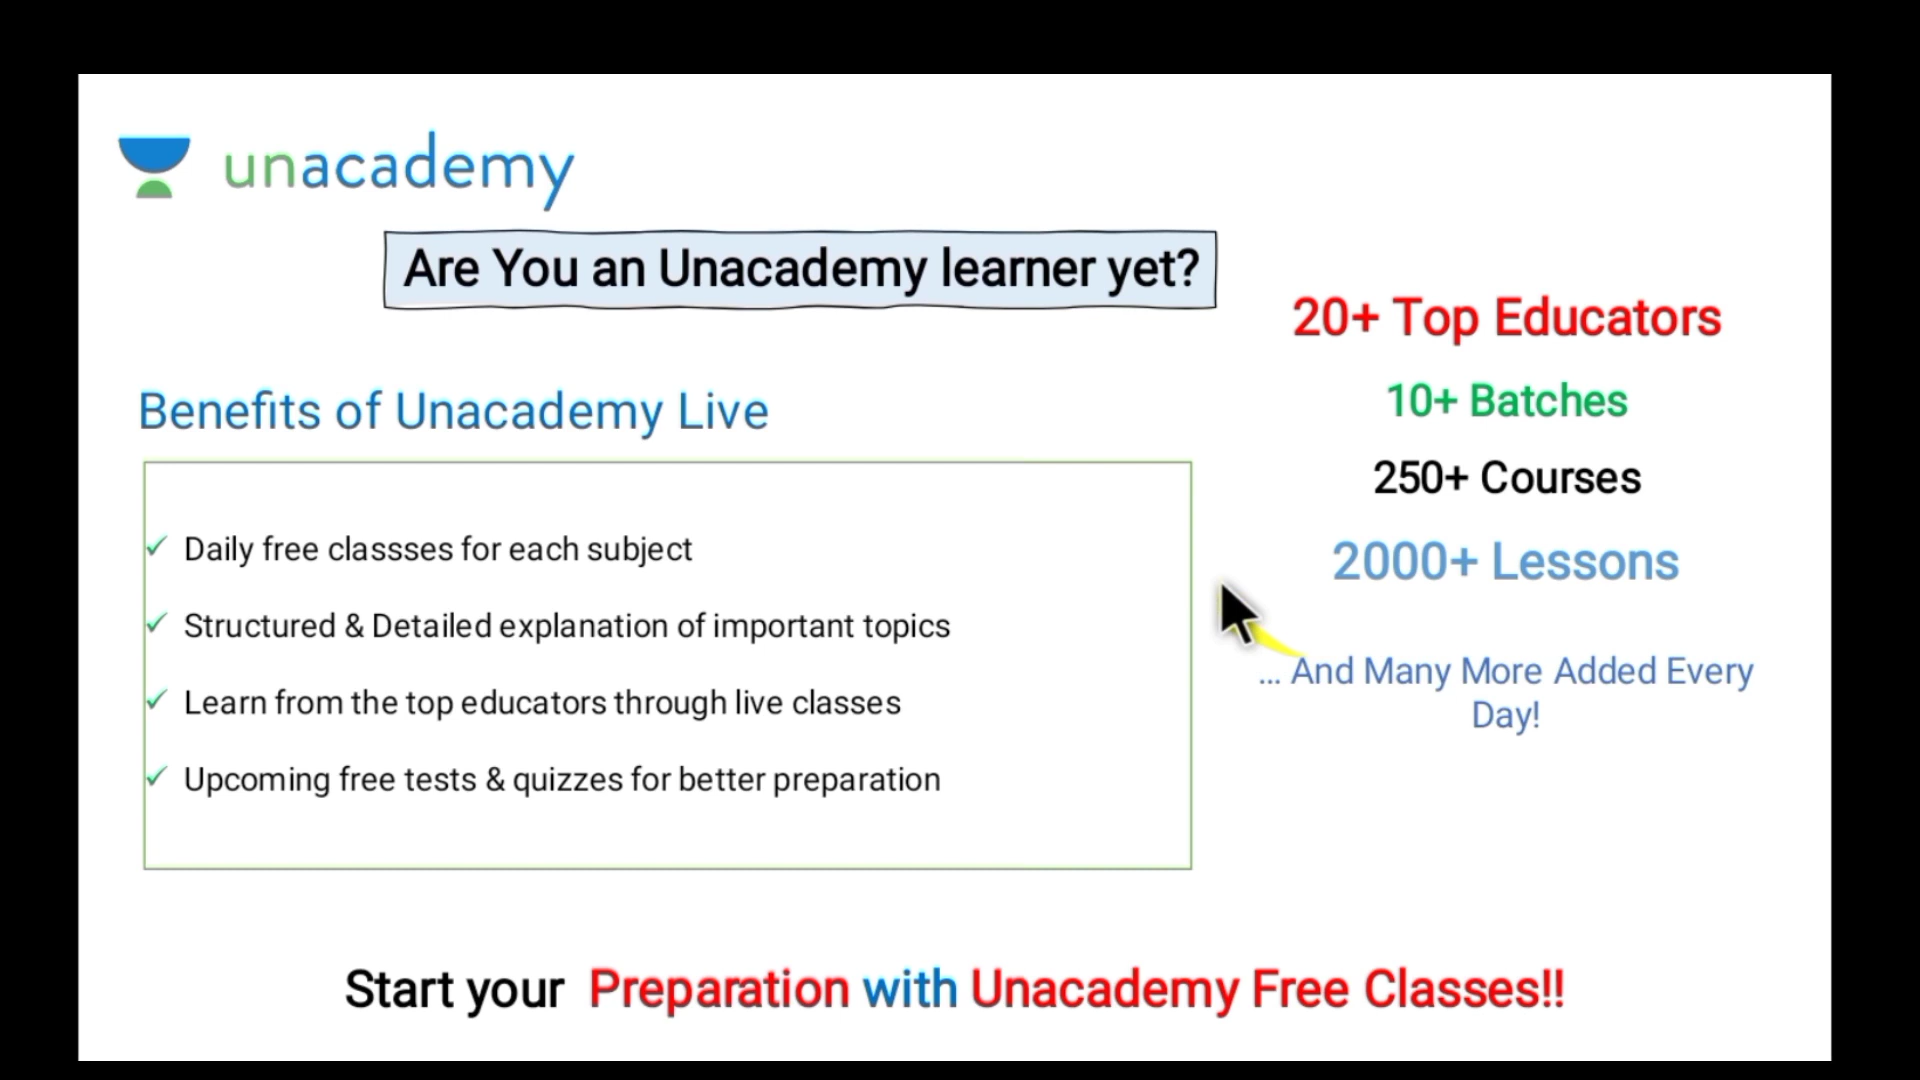 unacademy
Are You an Unacademy learner yet?
Benefits of Unacademy Live
✓ Daily free classses for each subject
✓ Structured & Detailed explanation of important topics
✓ Learn from the top educators through live classes
✓ Upcoming free tests & quizzes for better preparation
20+ Top Educators
10+ Batches
250+ Courses
2000+ Lessons
... And Many More Added Every
Day!
Start your Preparation with Unacademy Free Classes!!